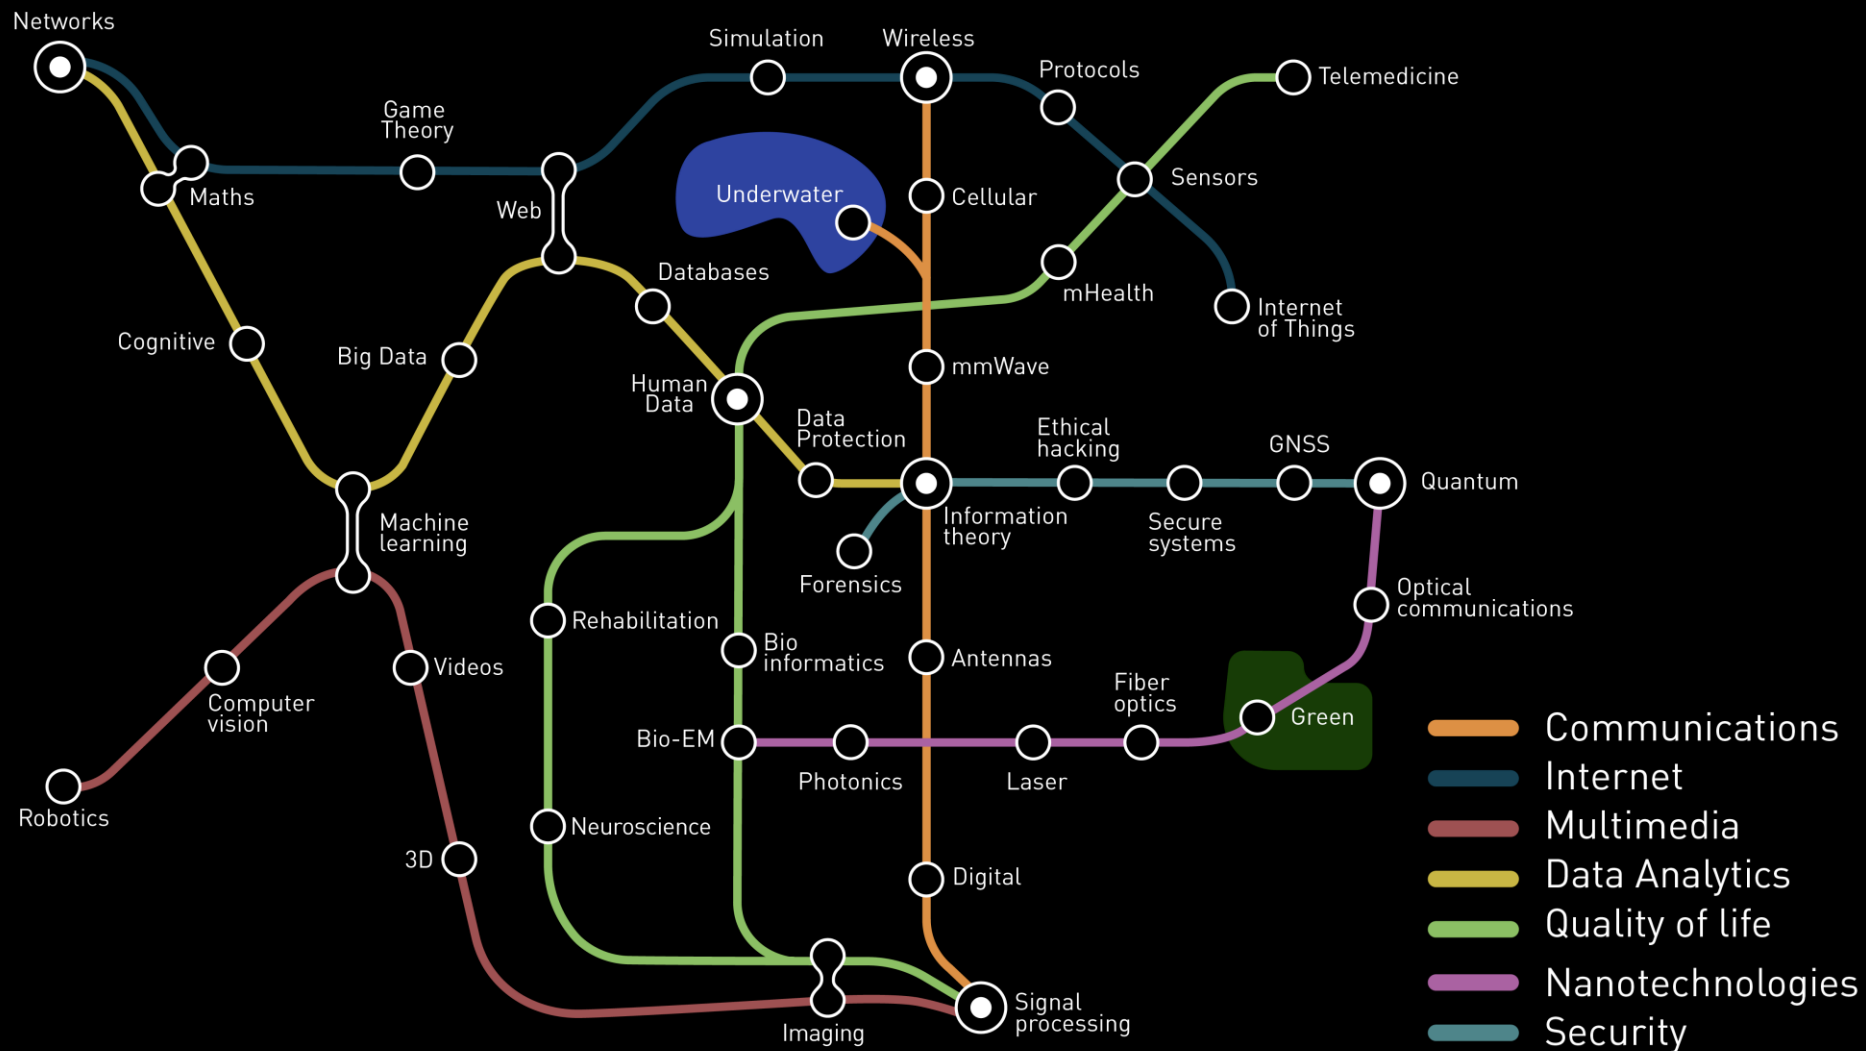 Networks
Simulation
Wireless
Protocols
Telemedicine
Game
Theory
Maths
Web
Underwater
Cellular
Sensors
Databases
mHealth
Internet
of Things
Cognitive
Big Data
Human
Data
mmWave
Data
Protection
Ethical
hacking
GNSS
Quantum
Machine
learning
Information
theory
Secure
systems
Forensics
Optical
communications
Rehabilitation
Bio
informatics
Antennas
Videos
Computer
vision
Fiber
optics
Green
Bio-EM
Photonics
Laser
Robotics
Neuroscience
3D
Digital
Imaging
Signal
processing
Communications
Internet
Multimedia
Data Analytics
Quality of life
Nanotechnologies
Security